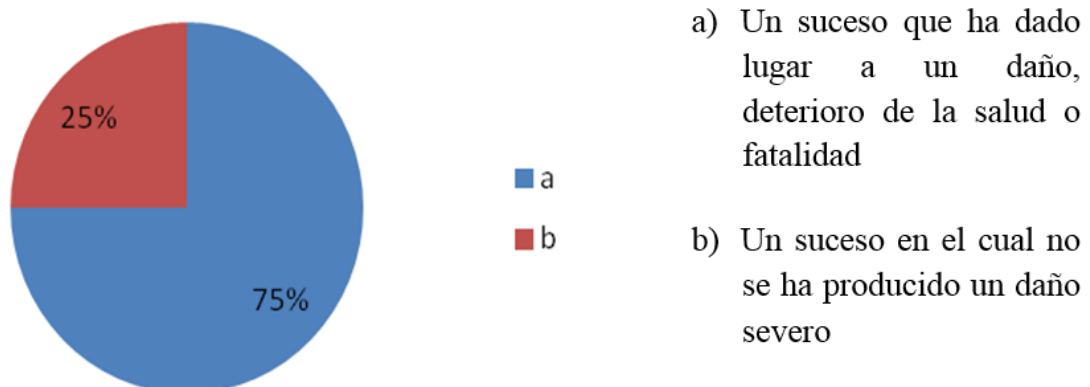 25%
75%
a
b
a) Un suceso que ha dado
lugar a un daño,
deterioro de la salud o
fatalidad
b) Un suceso en el cual no
se ha producido un daño
severo